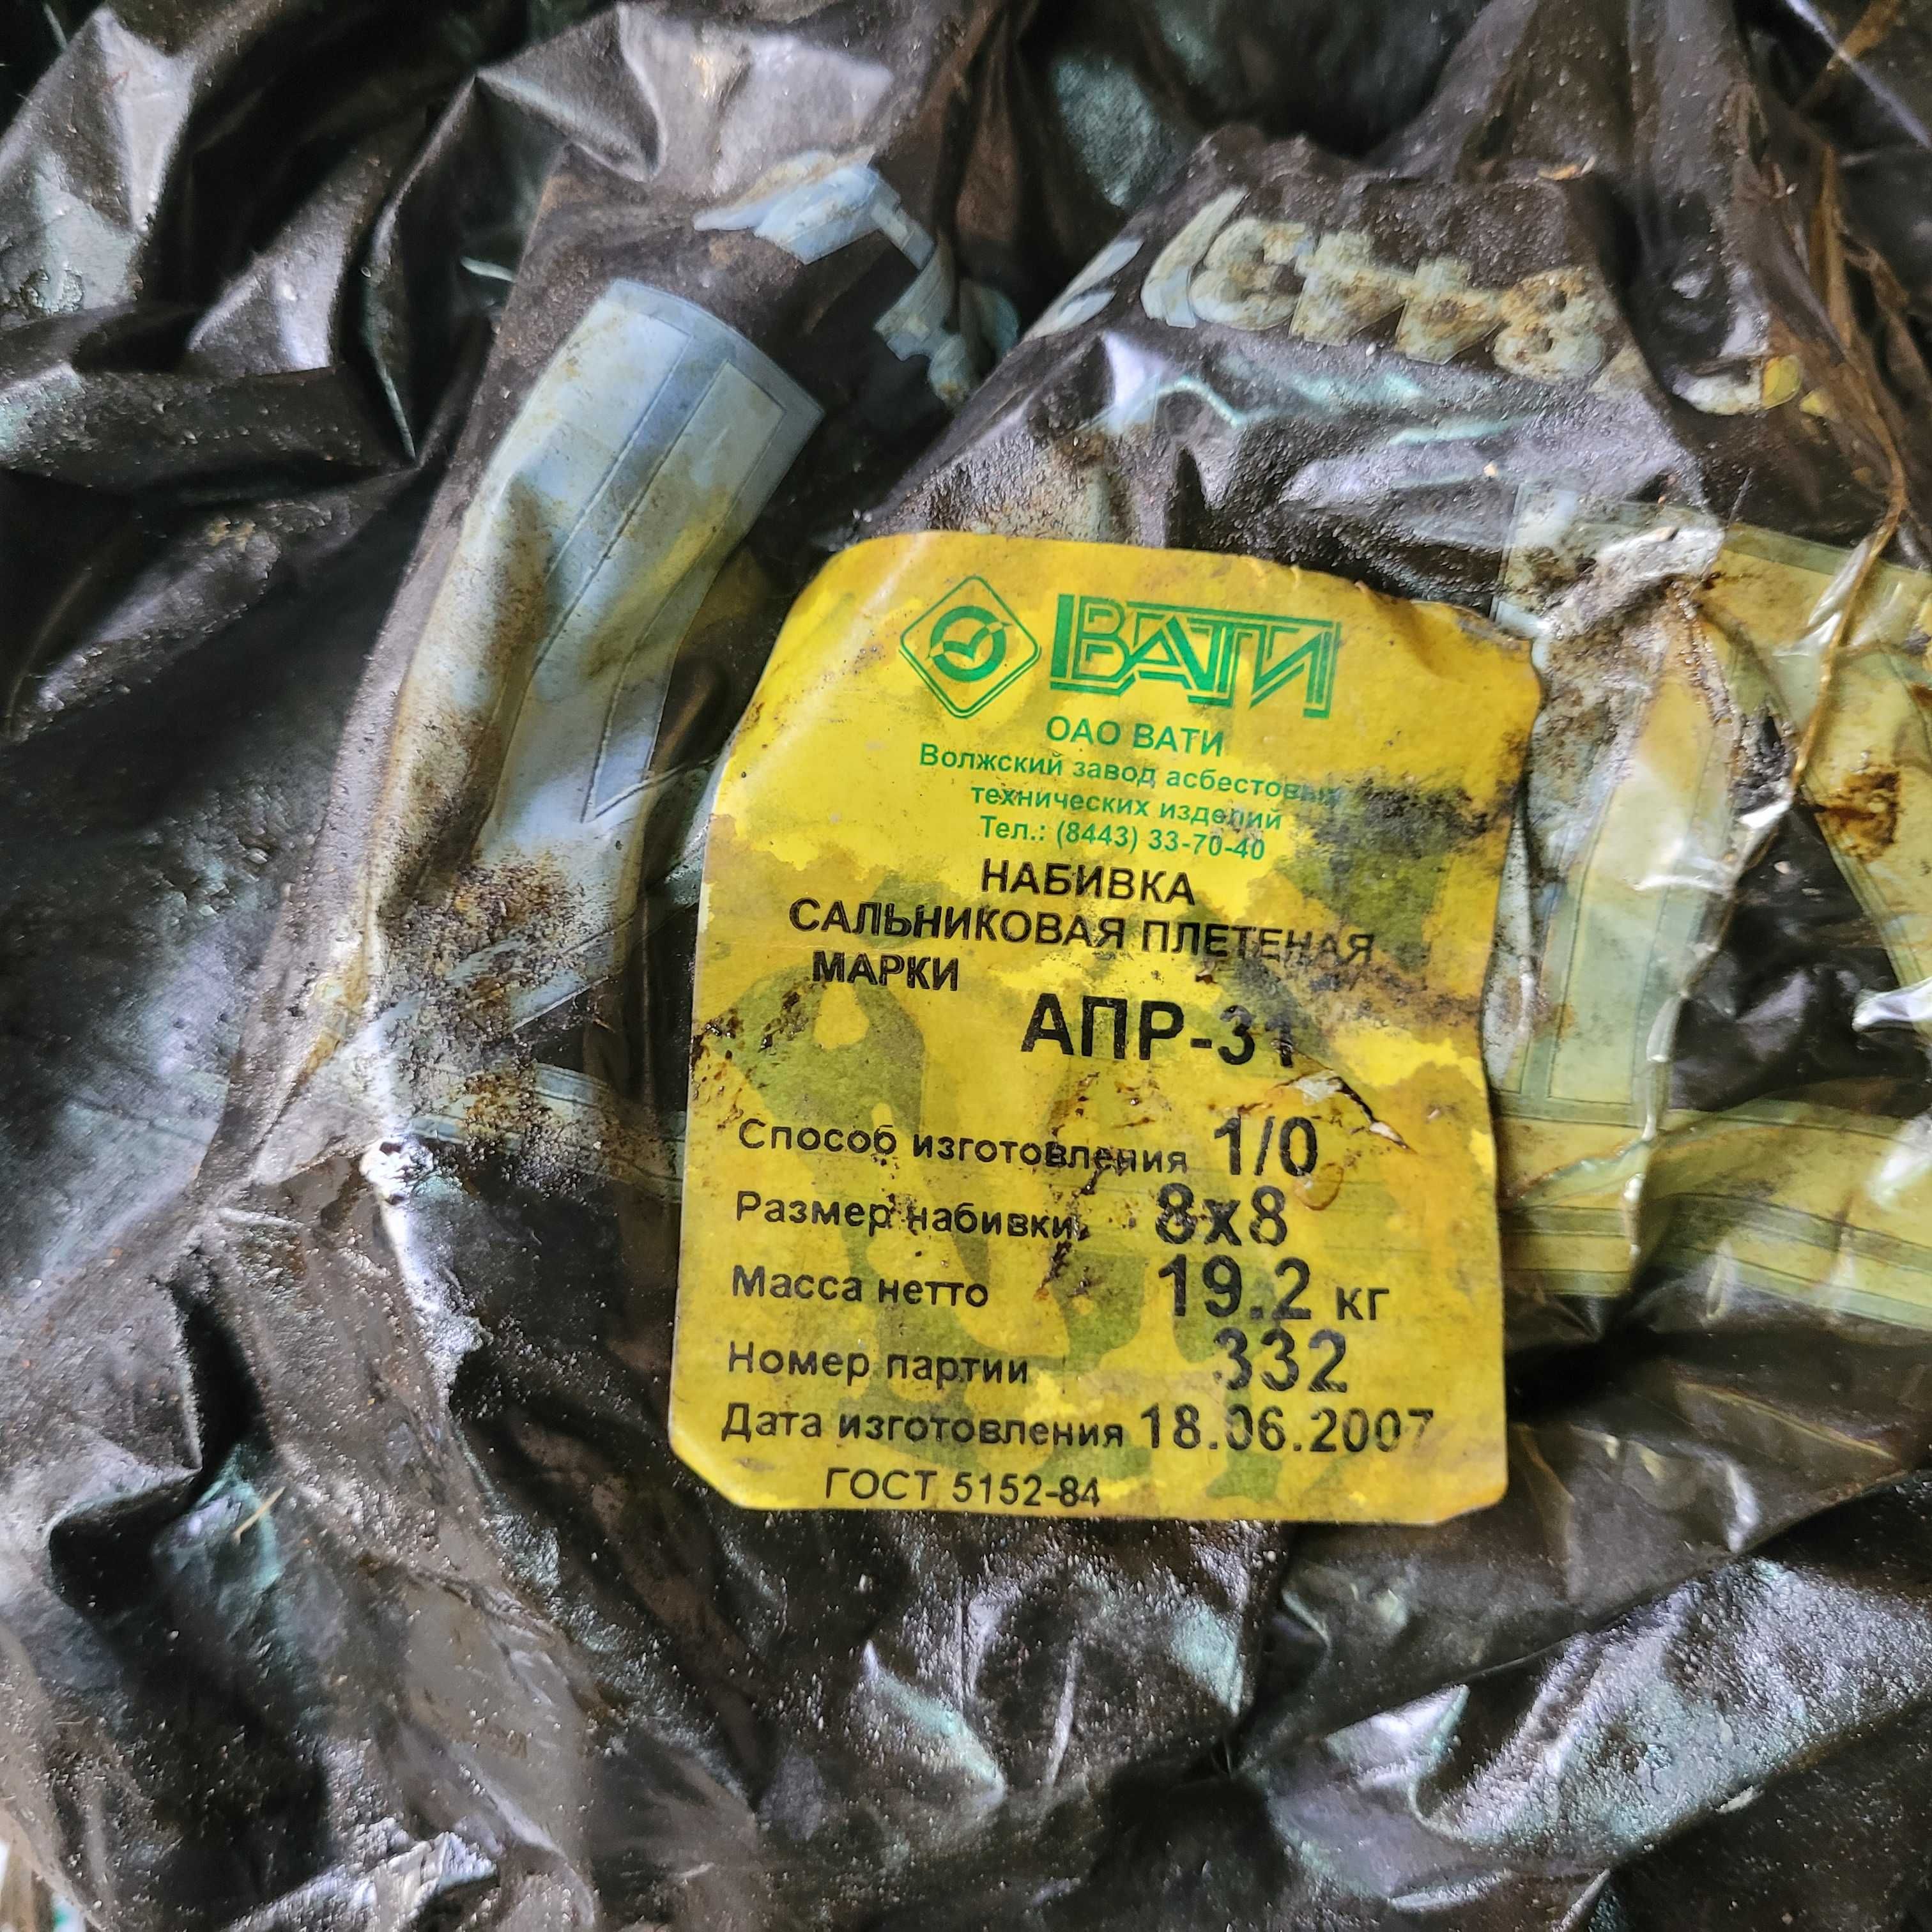 ВАТИ
ОАО ВАТИ
Волжский завод асбестовых
технических изделий
Тел.: (8443) 33-70-40
НАБИВКА
САЛЬНИКОВАЯ ПЛЕТЕНАЯ
МАРКИ
АПР-31
Способ изготовления 1/0
Размер набивки 8х8
Масса нетто 19.2 кг
Номер партии 332
Дата изготовления 18.06.2007
ГОСТ 5152-84